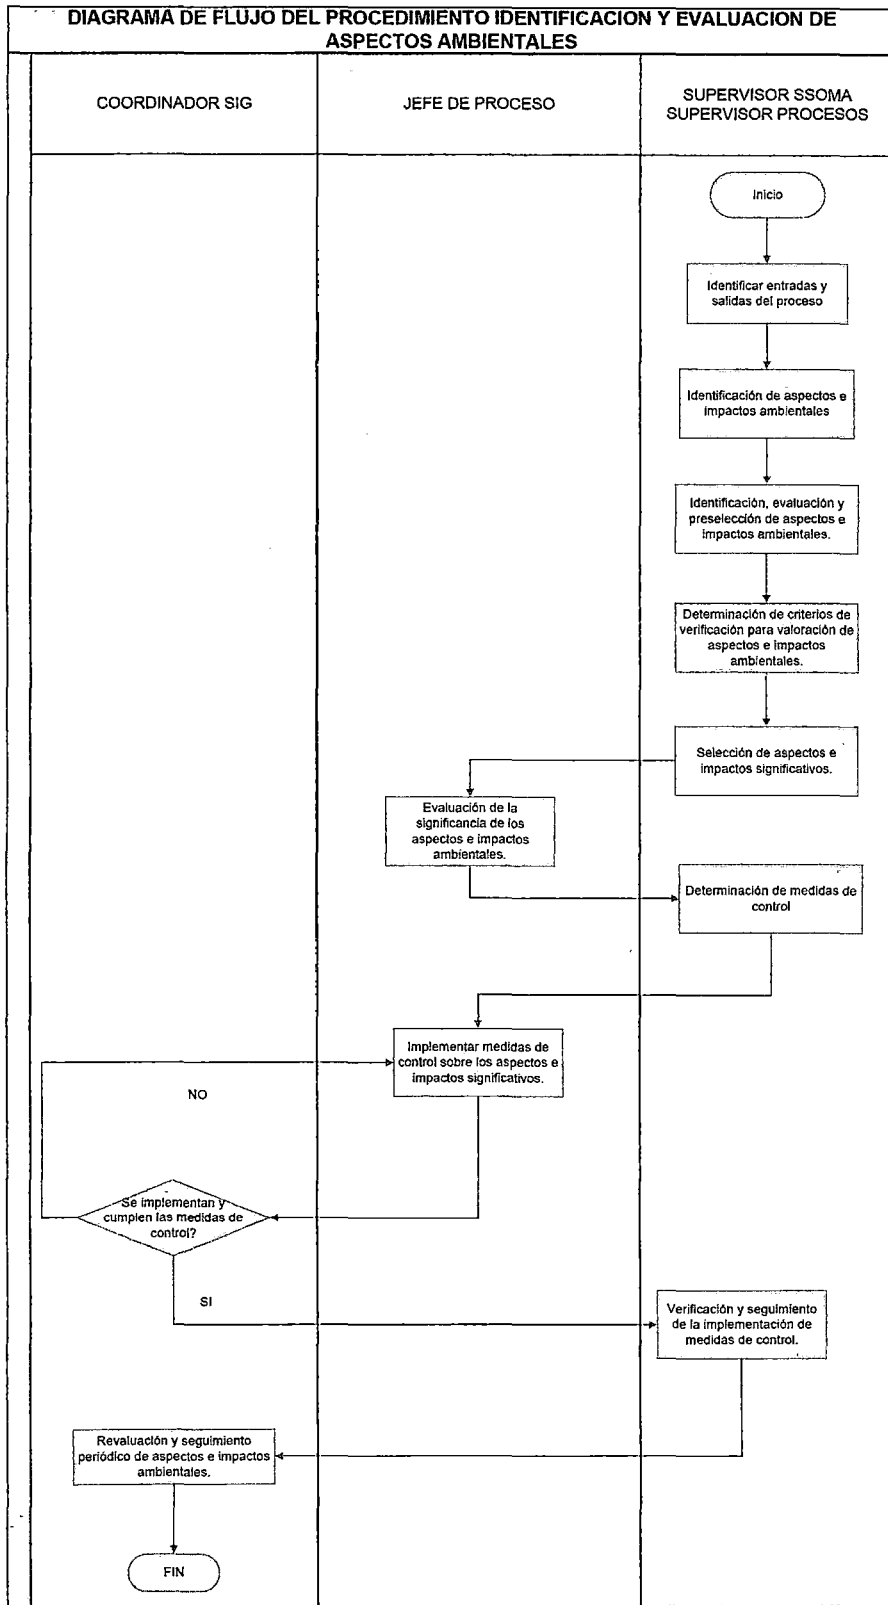 DIAGRAMA DE FLUJO DEL PROCEDIMIENTO IDENTIFICACION Y EVALUACION DE
ASPECTOS AMBIENTALES
COORDINADOR SIG
JEFE DE PROCESO
SUPERVISOR SSOMA
SUPERVISOR PROCESOS
Inicio
Identificar entradas y
salidas del proceso
Identificación de aspectos e
impactos ambientales
Identificación, evaluación y
preselección de aspectos e
impactos ambientales.
Determinación de criterios de
verificación para valoración de
aspectos e impactos
ambientales.
Selección de aspectos e
impactos significativos.
Evaluación de la
significancia de los
aspectos e impactos
ambientales.
Determinación de medidas de
control
Implementar medidas de
control sobre los aspectos e
impactos significativos.
NO
Se implementan y
cumplen las medidas de
control?
SI
Verificación y seguimiento
de la implementación de
medidas de control.
Revaluación y seguimiento
periódico de aspectos e impactos
ambientales.
FIN